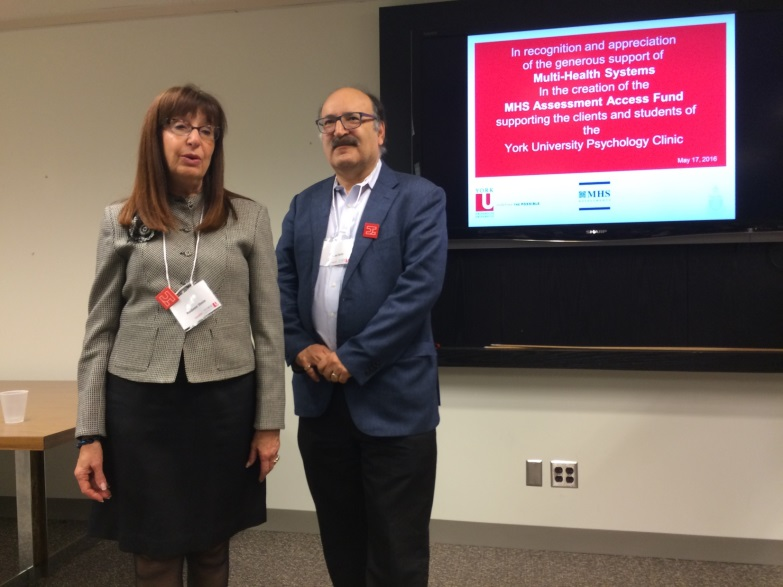 In recognition and appreciation
of the generous support of
Multi-Health Systems
In the creation of the
MHS Assessment Access Fund
supporting the clients and students of
the
York University Psychology Clinic
May 17, 2016
YORK
U
MHS